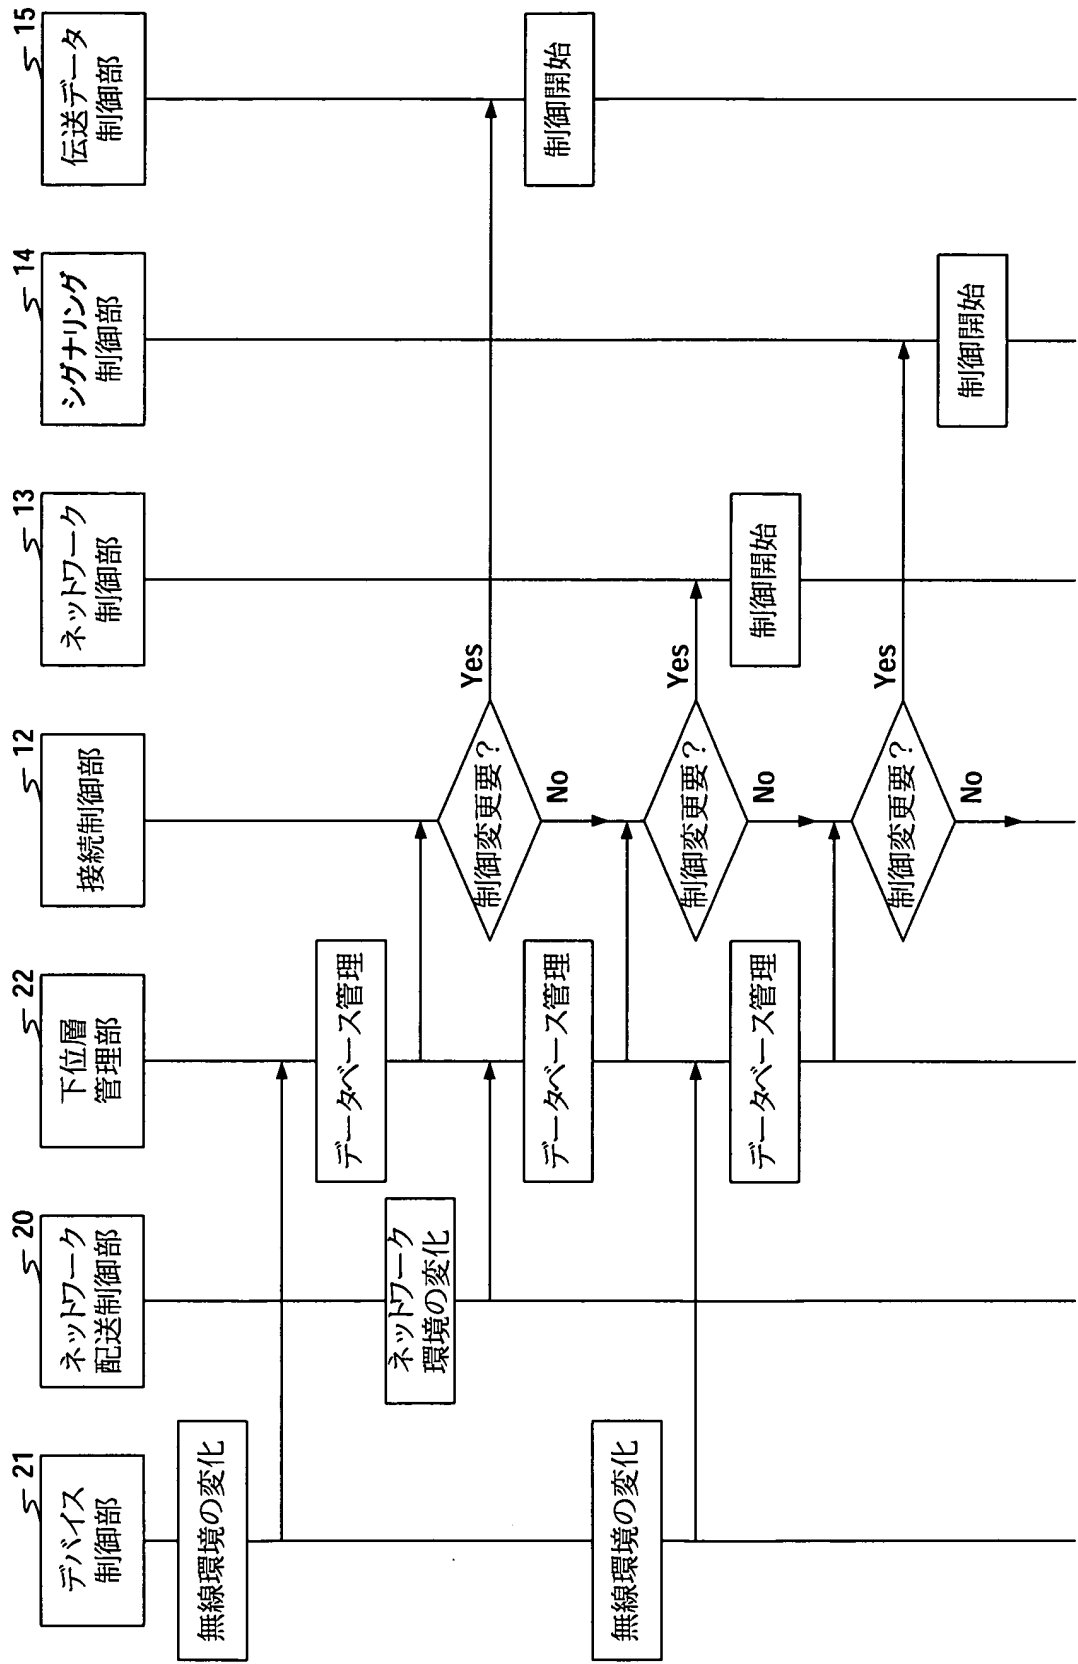 21
デバイス
制御部
20
ネットワーク
配送制御部
22
下位層
管理部
12
接続制御部
13
ネットワーク
制御部
14
シグナリング
制御部
15
伝送データ
制御部
無線環境の変化
データベース管理
ネットワーク
環境の変化
制御変更要?
Yes
No
制御開始
データベース管理
無線環境の変化
制御変更要?
Yes
No
制御開始
データベース管理
制御変更要?
Yes
No
制御開始